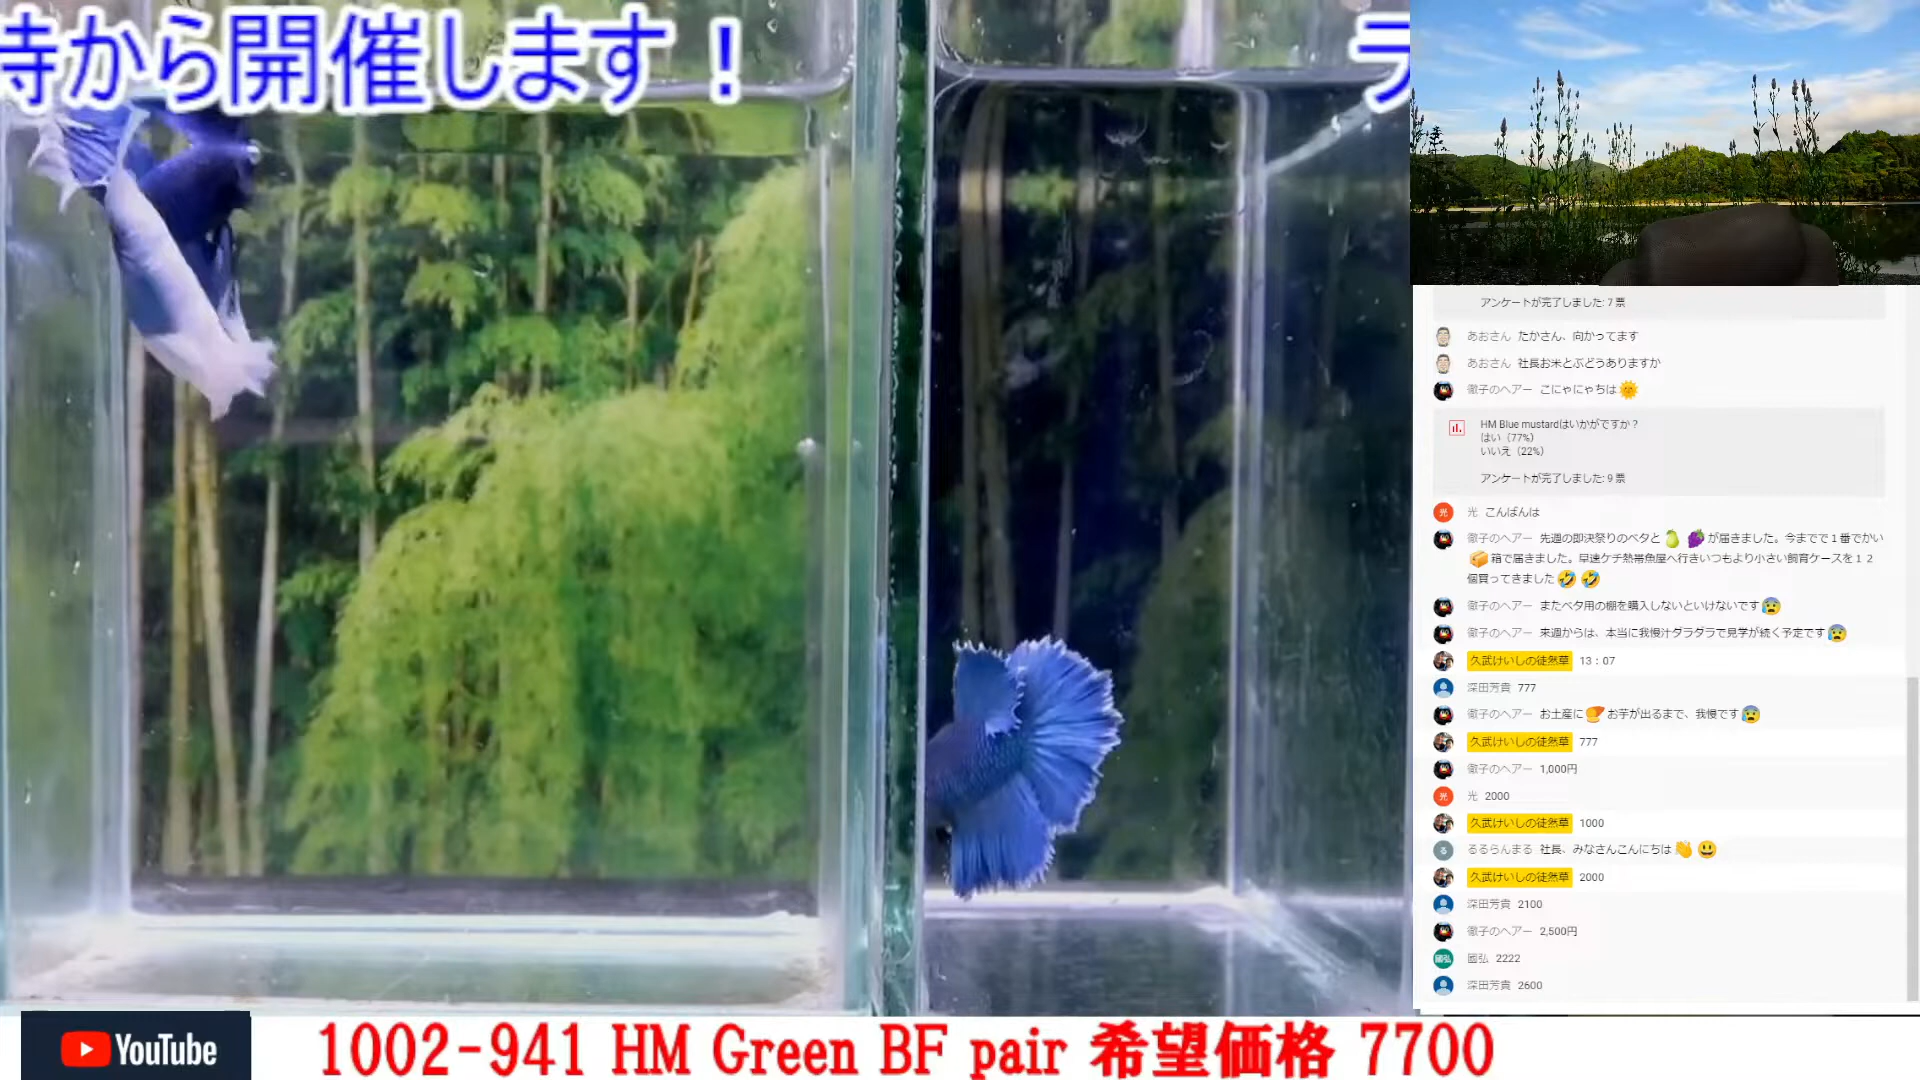 時から開催します！
ラ
アンケートが完了しました: 7 票
あおさん たかさん、向かってます
あおさん 社長お米とぶどうありますか
徹子のヘアー こにゃにゃちは🌞
HM Blue mustardはいかがですか？
はい（77%）
いいえ（22%）
アンケートが完了しました: 9 票
光 光 こんばんは
徹子のヘアー 先週の即決祭りのベタと🍐🍇が届きました。今までで１番でかい
📦箱で届きました。早速ケチ熱帯魚屋へ行きいつもより小さい飼育ケースを１２
個買ってきました🤣🤣
徹子のヘアー またベタ用の棚を購入しないといけないです😰
徹子のヘアー 来週からは、本当に我慢汁ダラダラで見学が続く予定です😰
久武けいしの徒然草 13：07
深田芳貴 777
徹子のヘアー お土産に🍠お芋が出るまで、我慢です😰
久武けいしの徒然草 777
徹子のヘアー 1,000円
光 光 2000
久武けいしの徒然草 1000
る るるらんまる 社長、みなさんこんにちは👋😃
久武けいしの徒然草 2000
深田芳貴 2100
徹子のヘアー 2,500円
國弘 國弘 2222
深田芳貴 2600
YouTube
1002-941 HM Green BF pair 希望価格 7700